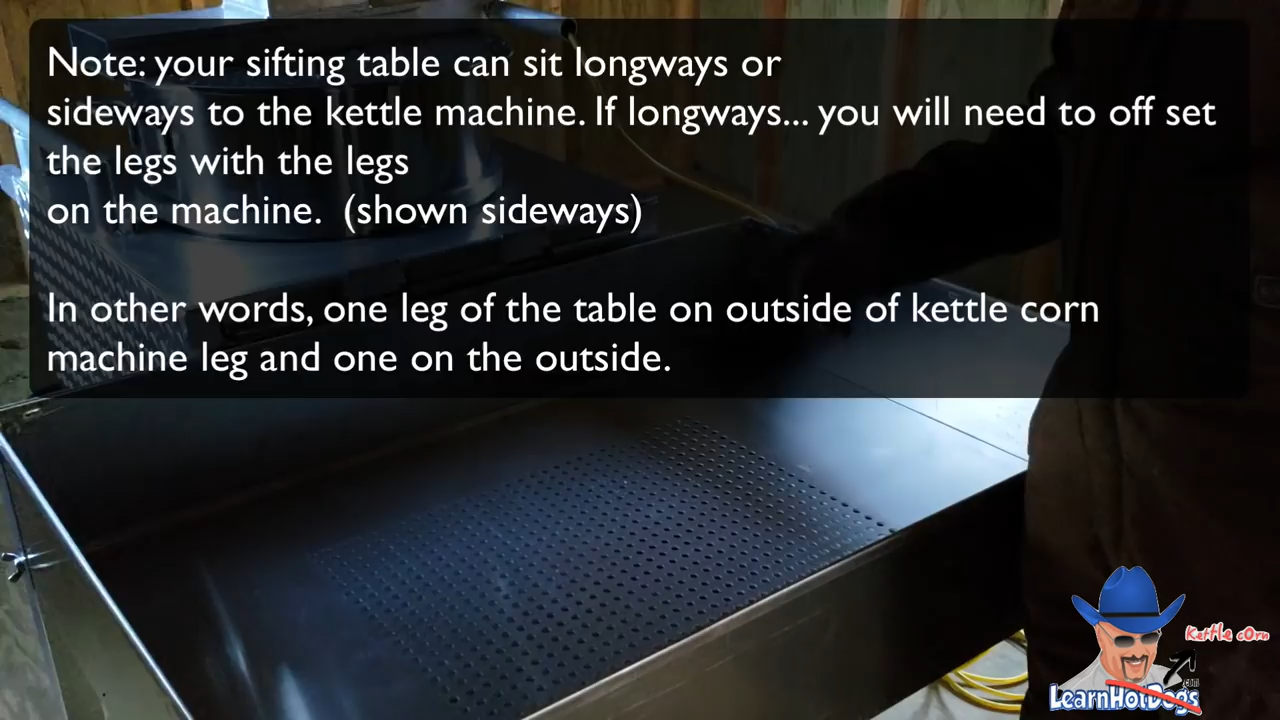 Note: your sifting table can sit longways or
sideways to the kettle machine. If longways... you will need to off set
the legs with the legs
on the machine.  (shown sideways)
In other words, one leg of the table on outside of kettle corn
machine leg and one on the outside.
Kettle cOrn
.com
LearnHotDogs